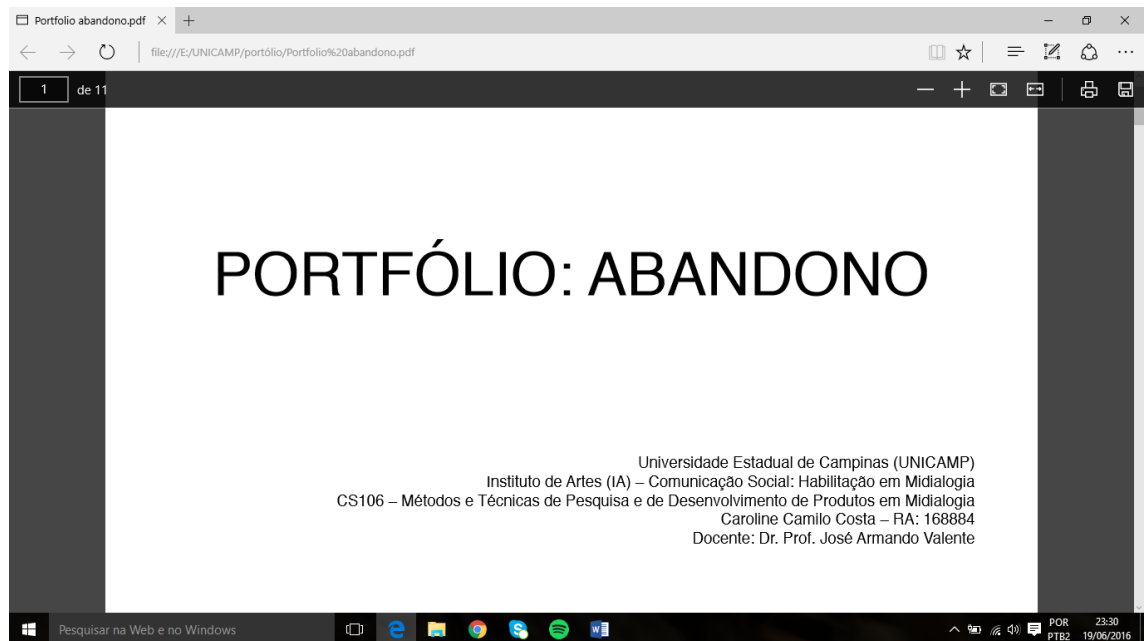 Portfolio abandono.pdf
file:///E:/UNICAMP/portólio/Portfolio%20abandono.pdf
1 de 11
PORTFÓLIO: ABANDONO
Universidade Estadual de Campinas (UNICAMP)
Instituto de Artes (IA) – Comunicação Social: Habilitação em Midialogia
CS106 – Métodos e Técnicas de Pesquisa e de Desenvolvimento de Produtos em Midialogia
Caroline Camilo Costa – RA: 168884
Docente: Dr. Prof. José Armando Valente
Pesquisar na Web e no Windows
POR 23:30
PTB2 19/06/2016